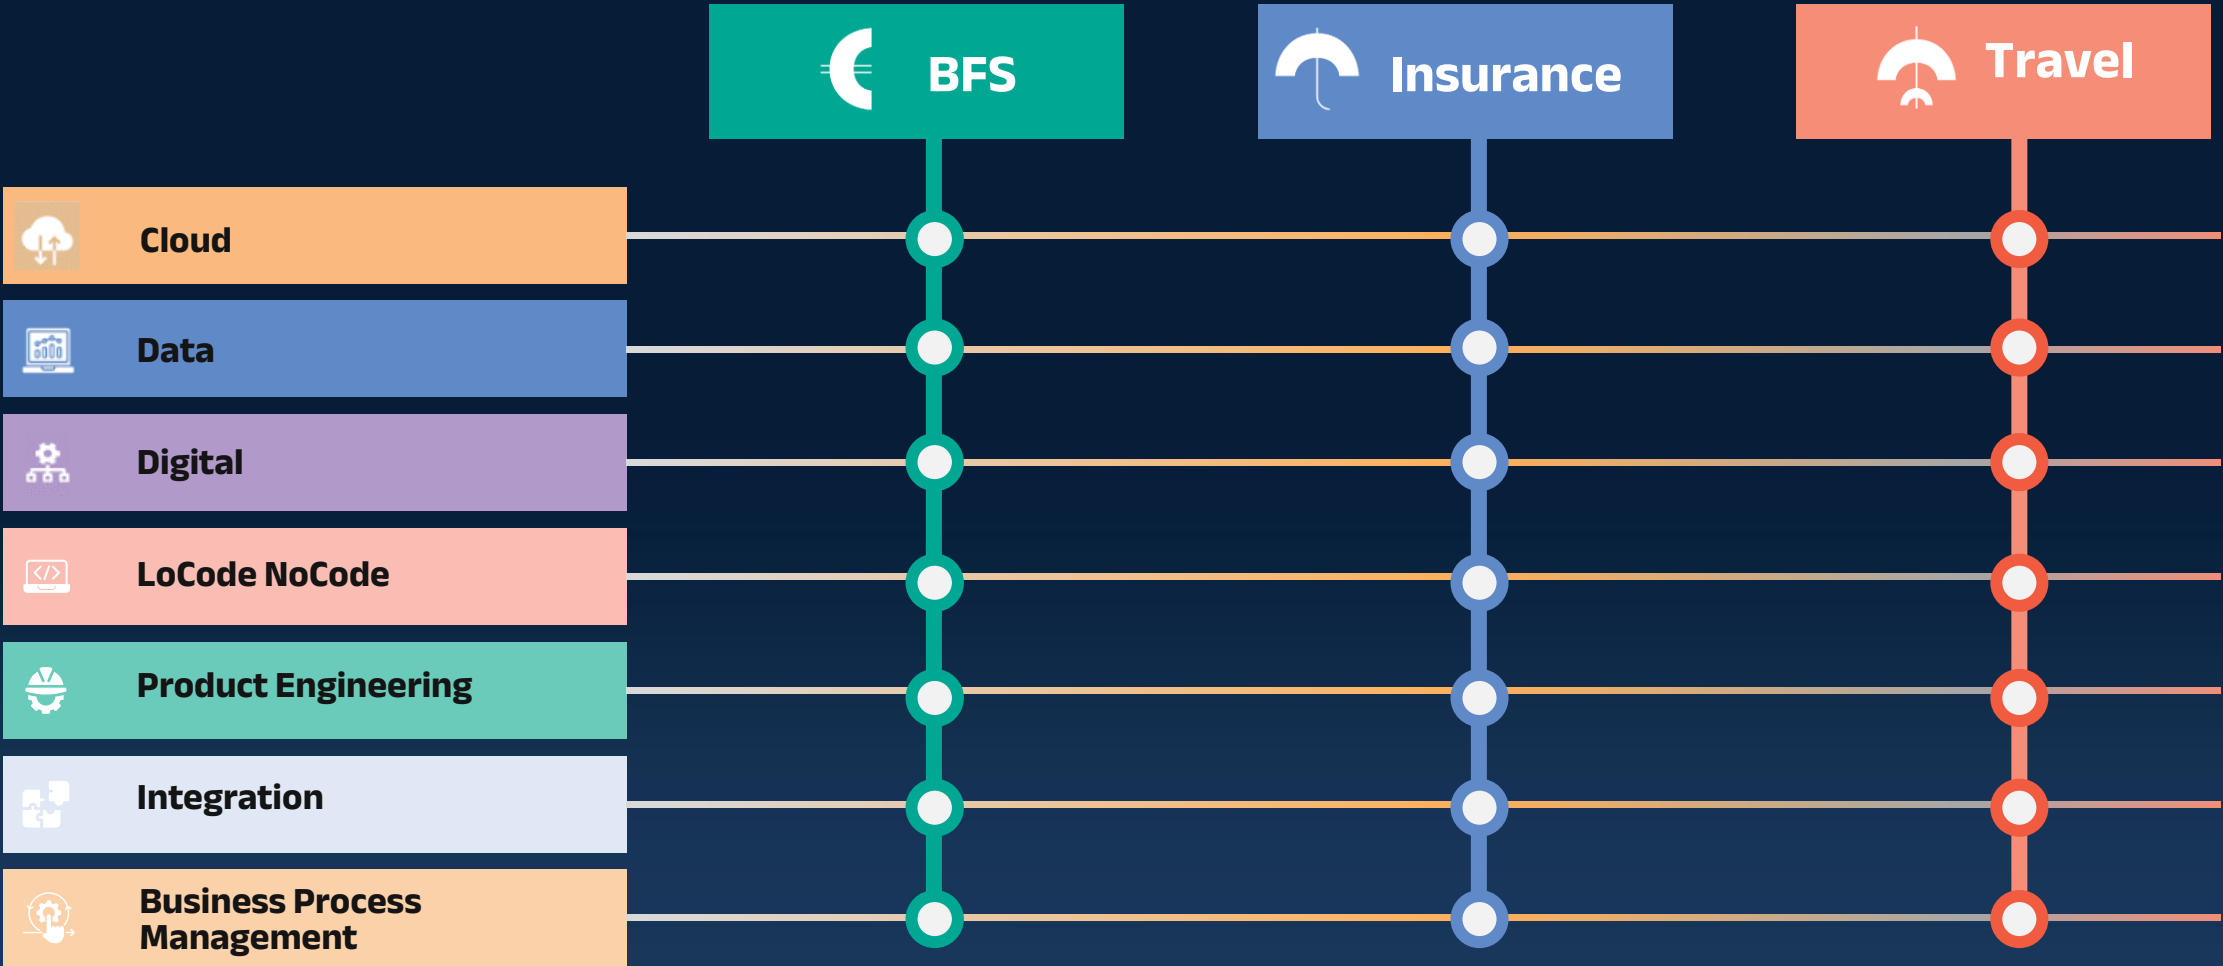 BFS
Insurance
Travel
Cloud
Data
Digital
LoCode NoCode
Product Engineering
Integration
Business Process
Management